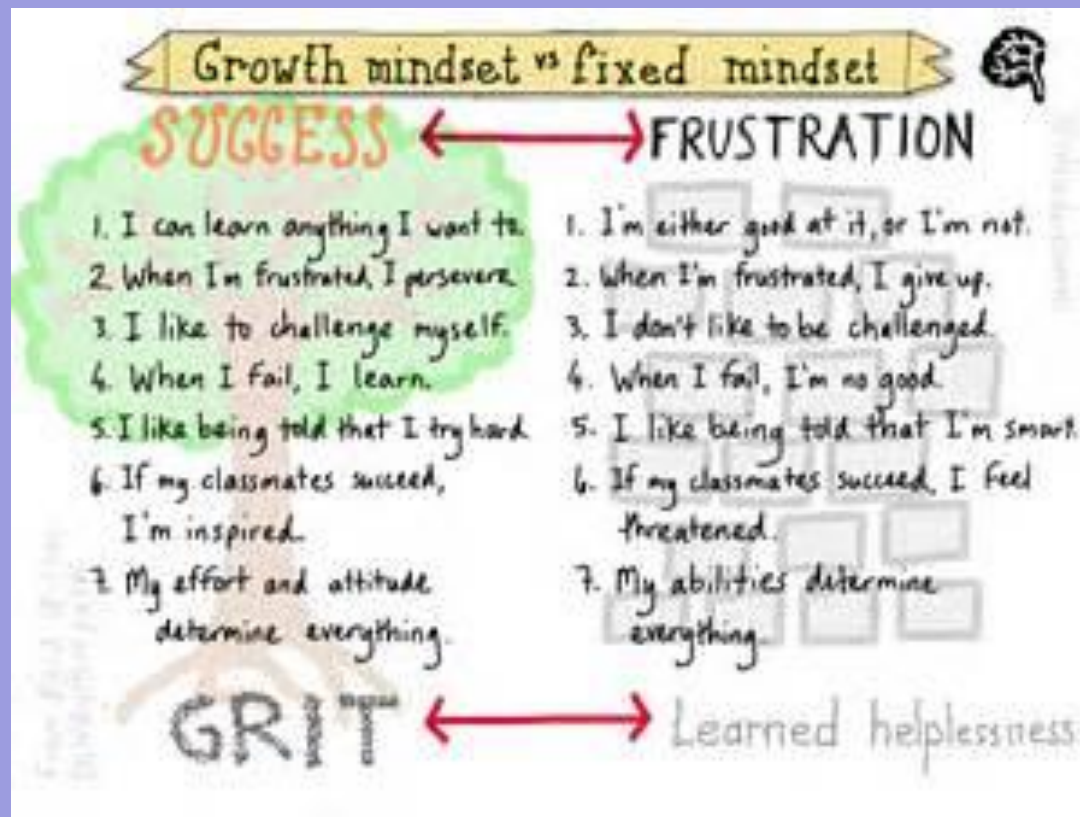 Growth mindset vs fixed mindset
SUCCESS
1. I can learn anything I want to.
2. When I'm frustrated, I persevere.
3. I like to challenge myself.
4. When I fail, I learn.
5. I like being told that I try hard
6. If my classmates succeed,
I'm inspired.
7. My effort and attitude
determine everything.
GRIT
FRUSTRATION
1. I'm either good at it, or I'm not.
2. When I'm frustrated, I give up.
3. I don't like to be challenged.
4. When I fail, I'm no good.
5. I like being told that I'm smart.
6. If my classmates succeed, I feel
threatened.
7. My abilities determine
everything.
Learned helplessness